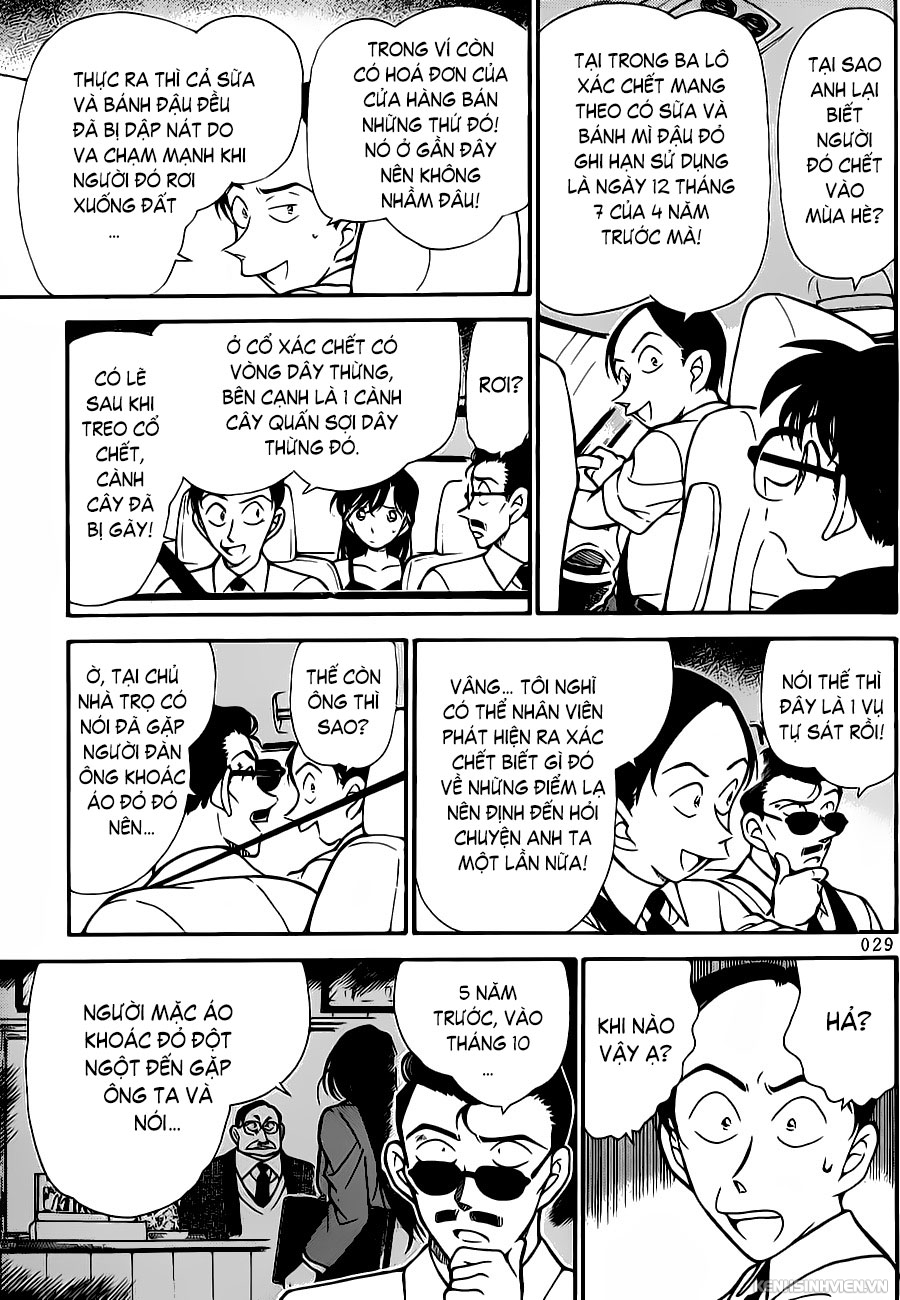 TẠI SAO
ANH LẠI
BIẾT
NGƯỜI
ĐÓ CHẾT
VÀO
MÙA HÈ?
TẠI TRONG BA LÔ
XÁC CHẾT MANG
THEO CÓ SỮA VÀ
BÁNH MÌ ĐẬU ĐỎ
GHI HẠN SỬ DỤNG
LÀ NGÀY 12 THÁNG
7 CỦA 4 NĂM
TRƯỚC MÀ!
TRONG VÍ CÒN
CÓ HOÁ ĐƠN CỦA
CỬA HÀNG BÁN
NHỮNG THỨ ĐÓ!
NÓ Ở GẦN ĐÂY
NÊN KHÔNG
NHẦM ĐÂU!
THỰC RA THÌ CẢ SỮA
VÀ BÁNH ĐẬU ĐỀU
ĐÃ BỊ DẬP NÁT DO
VA CHẠM MẠNH KHI
NGƯỜI ĐÓ RƠI
XUỐNG ĐẤT
...
RƠI?
Ở CỔ XÁC CHẾT CÓ
VÒNG DÂY THỪNG,
BÊN CẠNH LÀ 1 CÀNH
CÂY QUẤN SỢI DÂY
THỪNG ĐÓ.
CÓ LẼ
SAU KHI
TREO CỔ
CHẾT,
CÀNH
CÂY ĐÃ
BỊ GÃY!
NÓI THẾ THÌ
ĐÂY LÀ 1 VỤ
TỰ SÁT RỒI!
VÂNG... TÔI NGHĨ
CÓ THỂ NHÂN VIÊN
PHÁT HIỆN RA XÁC
CHẾT BIẾT GÌ ĐÓ
VỀ NHỮNG ĐIỂM LẠ
NÊN ĐỊNH ĐẾN HỎI
CHUYỆN ANH TA
MỘT LẦN NỮA!
THẾ CÒN
ÔNG THÌ
SAO?
Ờ, TẠI CHỦ
NHÀ TRỌ CÓ
NÓI ĐÃ GẶP
NGƯỜI ĐÀN
ÔNG KHOÁC
ÁO ĐỎ ĐÓ
NÊN...
029
HẢ?
KHI NÀO
VẬY Ạ?
5 NĂM
TRƯỚC, VÀO
THÁNG 10
...
NGƯỜI MẶC ÁO
KHOÁC ĐỎ ĐỘT
NGỘT ĐẾN GẶP
ÔNG TA VÀ
NÓI...
KENHSINHVIEN.VN